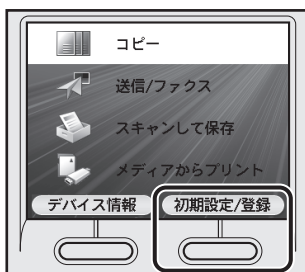 コピー
送信/ファクス
スキャンして保存
メディアからプリント
デバイス情報 初期設定/登録